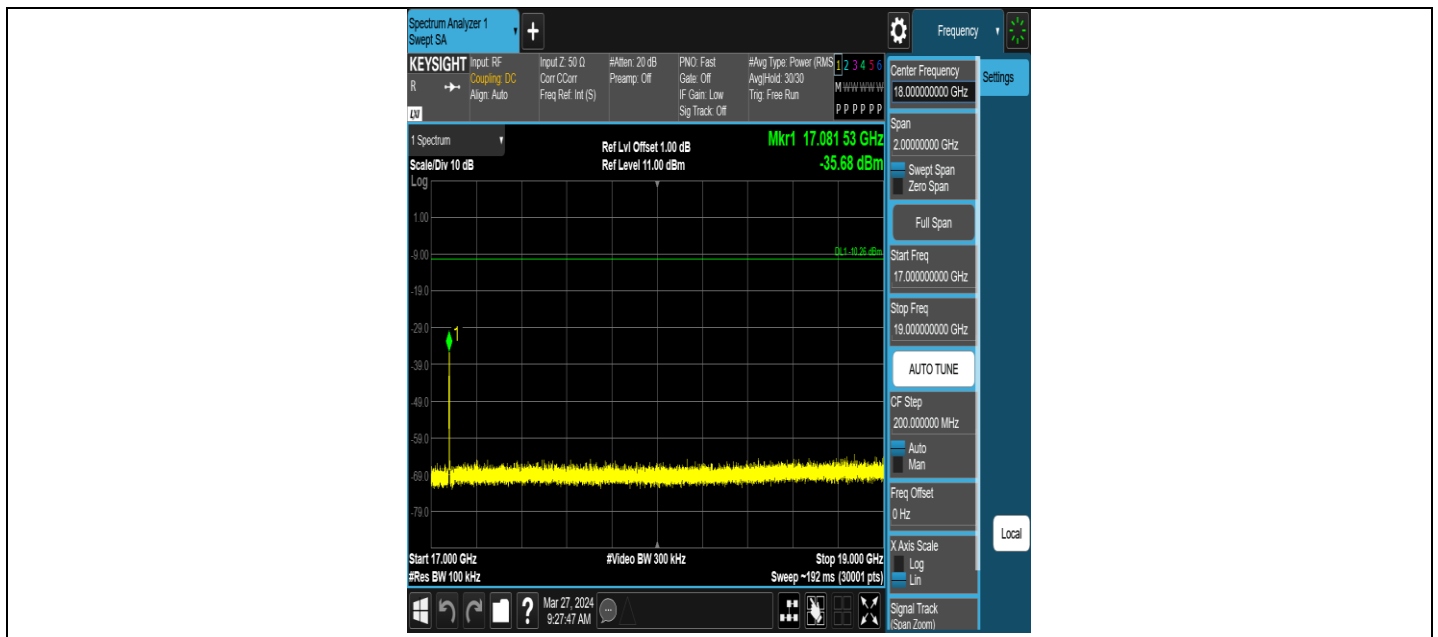 Spectrum Analyzer 1
Swept SA
+
Frequency
KEYSIGHT
R
LXI
Input: RF
Coupling: DC
Align: Auto
Input Z: 50 Ω
Corr CCorr
Freq Ref: Int (S)
#Atten: 20 dB
Preamp: Off
PNO: Fast
Gate: Off
IF Gain: Low
Sig Track: Off
#Avg Type: Power (RMS
Avg|Hold: 30/30
Trig: Free Run
1 2 3 4 5 6
M W W W W W
P P P P P P
1 Spectrum
Scale/Div 10 dB
Log
Ref Lvl Offset 1.00 dB
Ref Level 11.00 dBm
Mkr1 17.081 53 GHz
-35.68 dBm
1.00
-9.00
DL1 -10.26 dBm
-19.0
-29.0
1
-39.0
-49.0
-59.0
-69.0
-79.0
Start 17.000 GHz
#Video BW 300 kHz
Stop 19.000 GHz
#Res BW 100 kHz
Sweep ~192 ms (30001 pts)
?
Mar 27, 2024
9:27:47 AM
Center Frequency
18.000000000 GHz
Settings
Span
2.00000000 GHz
Swept Span
Zero Span
Full Span
Start Freq
17.000000000 GHz
Stop Freq
19.000000000 GHz
AUTO TUNE
CF Step
200.000000 MHz
Auto
Man
Freq Offset
0 Hz
Local
X Axis Scale
Log
Lin
Signal Track
(Span Zoom)